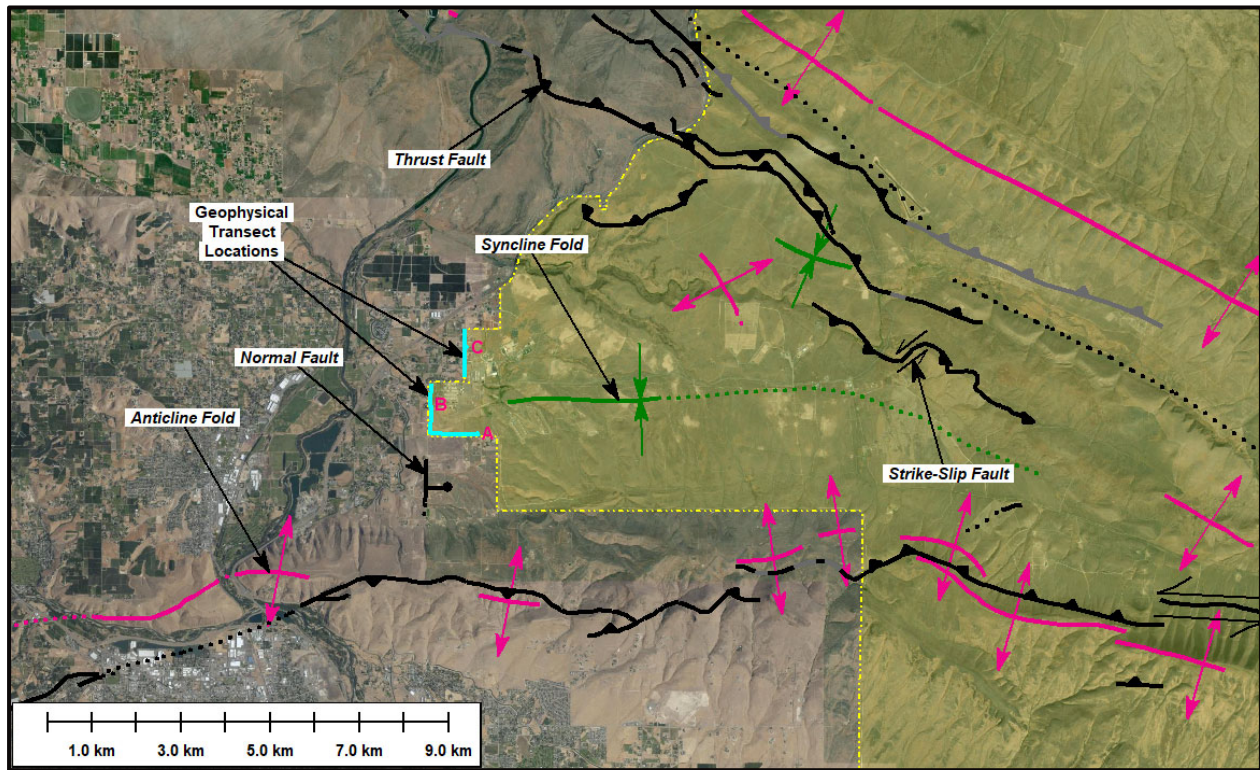 Thrust Fault
Geophysical
Transect
Locations
Syncline Fold
Normal Fault
C
Anticline Fold
B
A
Strike-Slip Fault
1.0 km 3.0 km 5.0 km 7.0 km 9.0 km